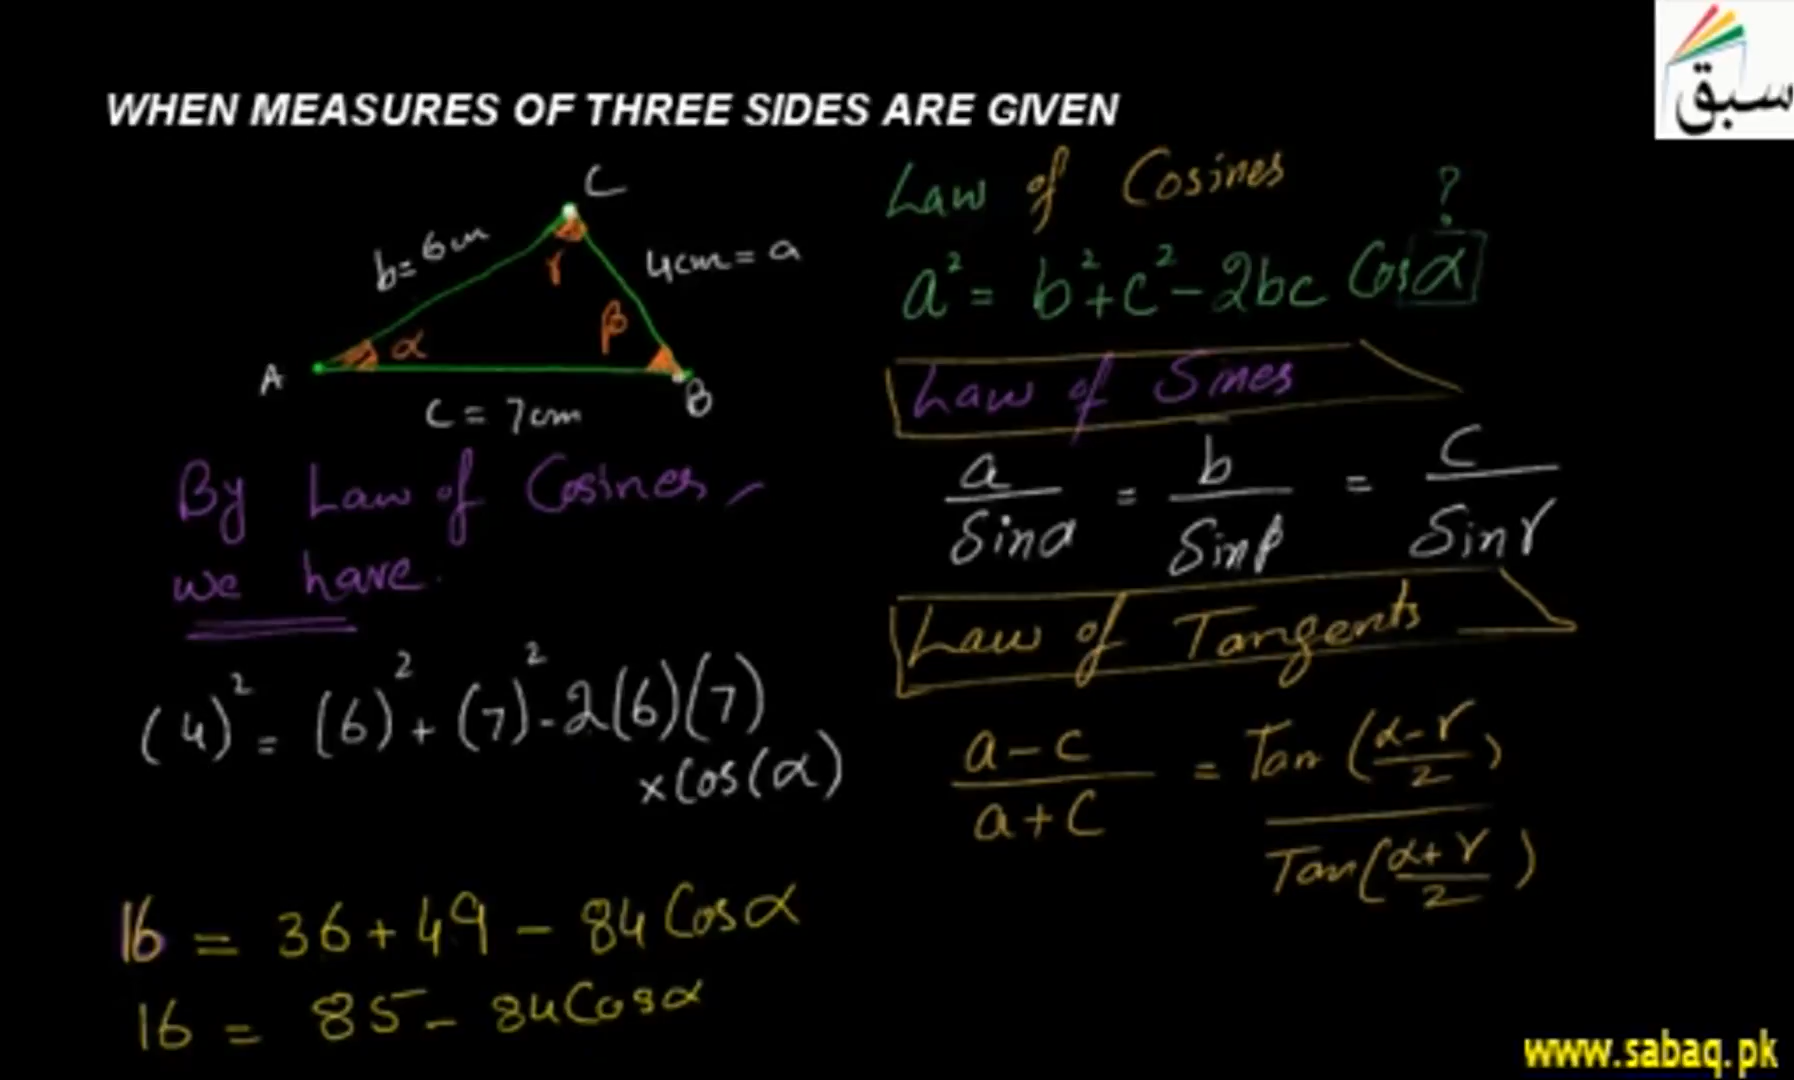 سبق
WHEN MEASURES OF THREE SIDES ARE GIVEN
C
b=6cm
4cm = a
γ
β
α
A
B
c = 7cm
By Law of Cosines,
we have.
(4)² = (6)² + (7)² - 2(6)(7)
×Cos(α)
16 = 36 + 49 - 84 Cosα
16 = 85 - 84 Cosα
Law of Cosines
?
a² = b² + c² - 2bc Cosα
Law of Sines
a/Sinα = b/Sinβ = c/Sinγ
Law of Tangents
a-c/a+c = Tan(α-γ/2)/Tan(α+γ/2)
www.sabaq.pk